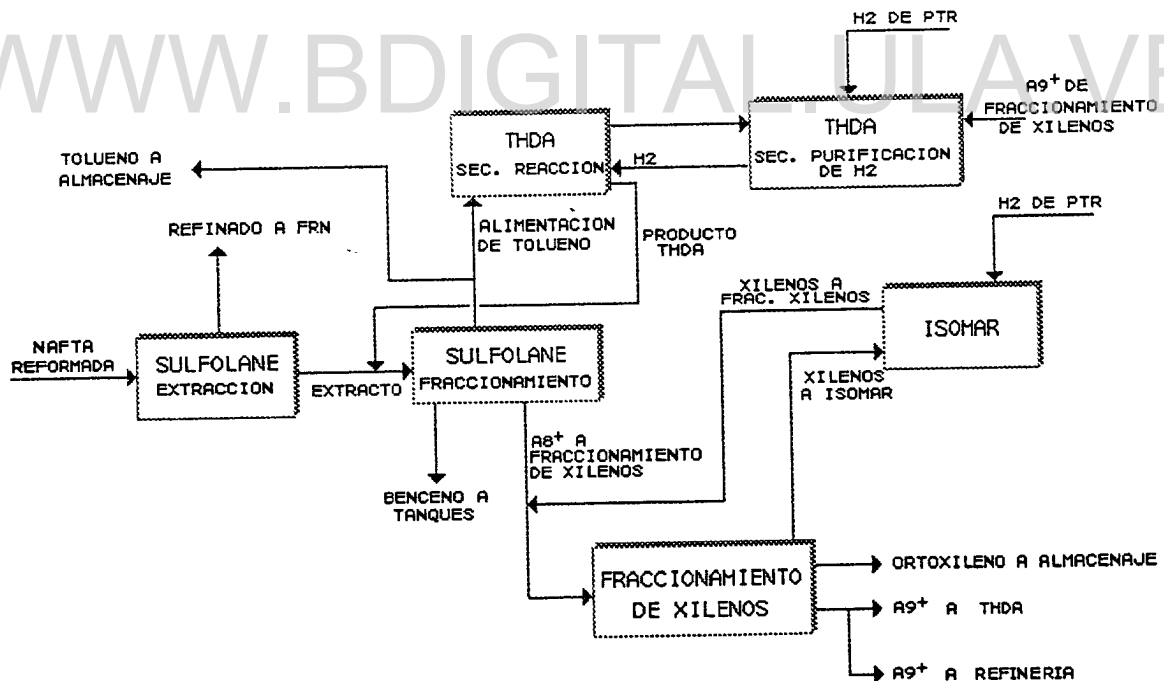 H2 DE PTR
WWW.BDIGITAL.ULA.VE
A9+ DE
FRACCIONAMIENTO
DE XILENOS
THDA
SEC. REACCION
H2
THDA
SEC. PURIFICACION
DE H2
TOLUENO A
ALMACENAJE
REFINADO A FRN
ALIMENTACION
DE TOLUENO
PRODUCTO
THDA
H2 DE PTR
XILENOS A
FRAC. XILENOS
ISOMAR
NAFTA
REFORMADA
SULFOLANE
EXTRACCION
EXTRACTO
SULFOLANE
FRACCIONAMIENTO
XILENOS
A ISOMAR
A8+ A
FRACCIONAMIENTO
DE XILENOS
BENCENO A
TANQUES
FRACCIONAMIENTO
DE XILENOS
ORTOXILENO A ALMACENAJE
A9+ A THDA
A9+ A REFINERIA